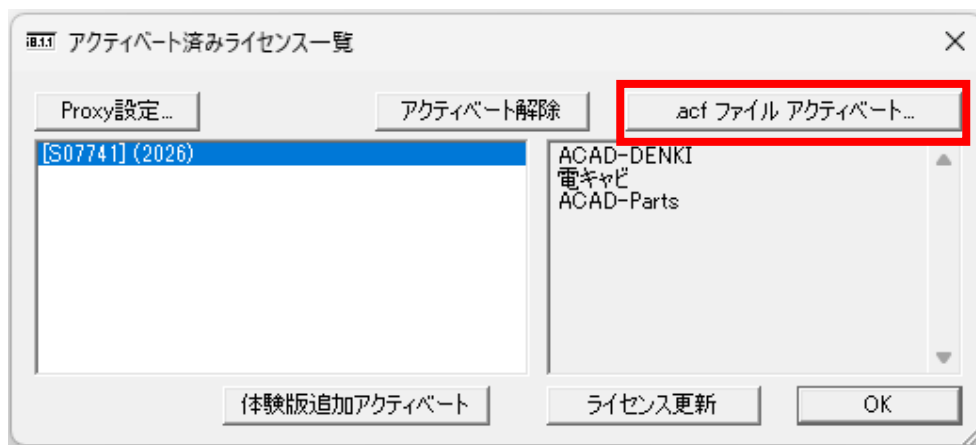 i8.1.1 アクティベート済みライセンス一覧
Proxy設定...
アクティベート解除
.acf ファイル アクティベート...
[S07741] (2026)
ACAD-DENKI
電キャビ
ACAD-Parts
体験版追加アクティベート
ライセンス更新
OK